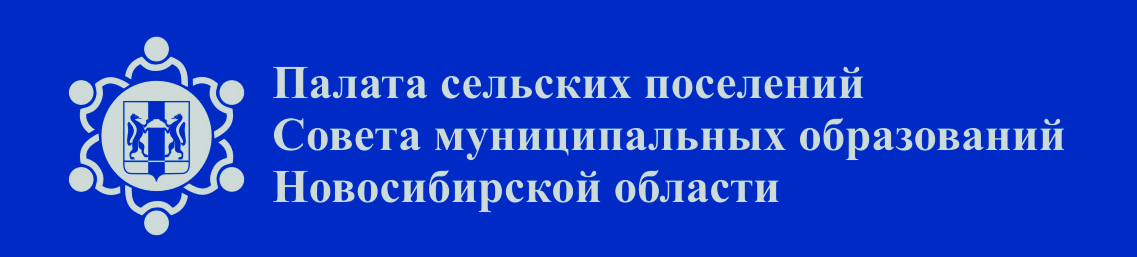 Палата сельских поселений
Совета муниципальных образований
Новосибирской области